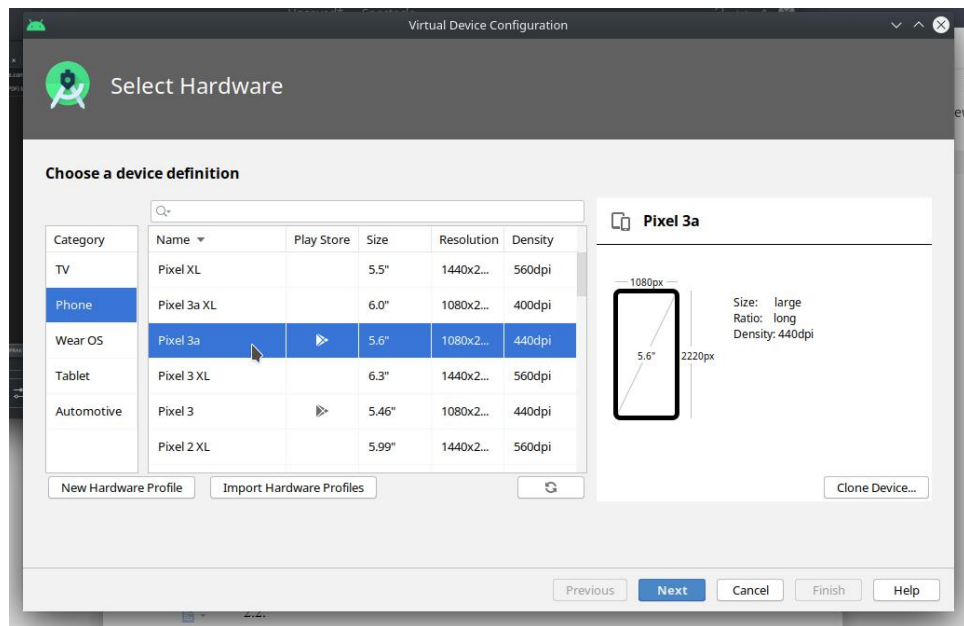 Virtual Device Configuration
Select Hardware
Choose a device definition
Category
TV
Phone
Wear OS
Tablet
Automotive
Name Play Store Size Resolution Density
Pixel XL 5.5" 1440x2... 560dpi
Pixel 3a XL 6.0" 1080x2... 400dpi
Pixel 3a 5.6" 1080x2... 440dpi
Pixel 3 XL 6.3" 1440x2... 560dpi
Pixel 3 5.46" 1080x2... 440dpi
Pixel 2 XL 5.99" 1440x2... 560dpi
New Hardware Profile Import Hardware Profiles
Pixel 3a
1080px
5.6" 2220px
Size: large
Ratio: long
Density: 440dpi
Clone Device...
Previous Next Cancel Finish Help